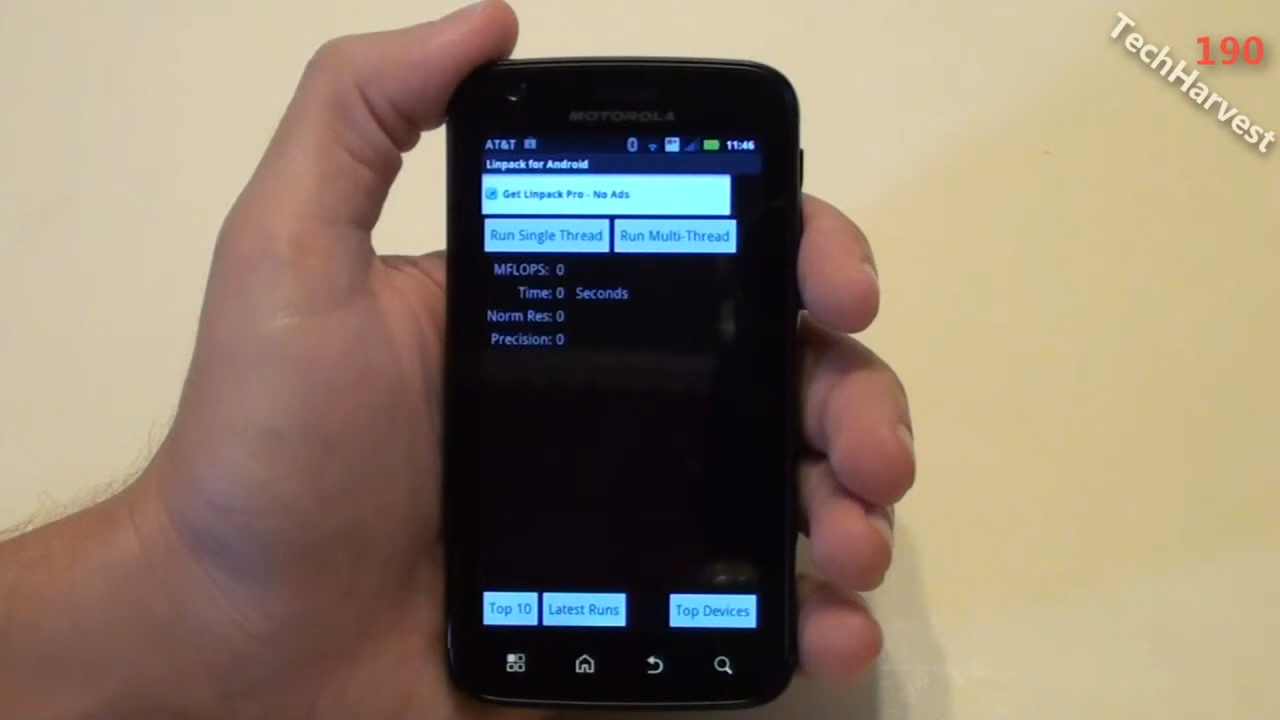 190
TechHarvest
MOTOROLA
AT&T 11:46
Linpack for Android
Get Linpack Pro - No Ads
Run Single Thread Run Multi-Thread
MFLOPS: 0
Time: 0 Seconds
Norm Res: 0
Precision: 0
Top 10 Latest Runs Top Devices